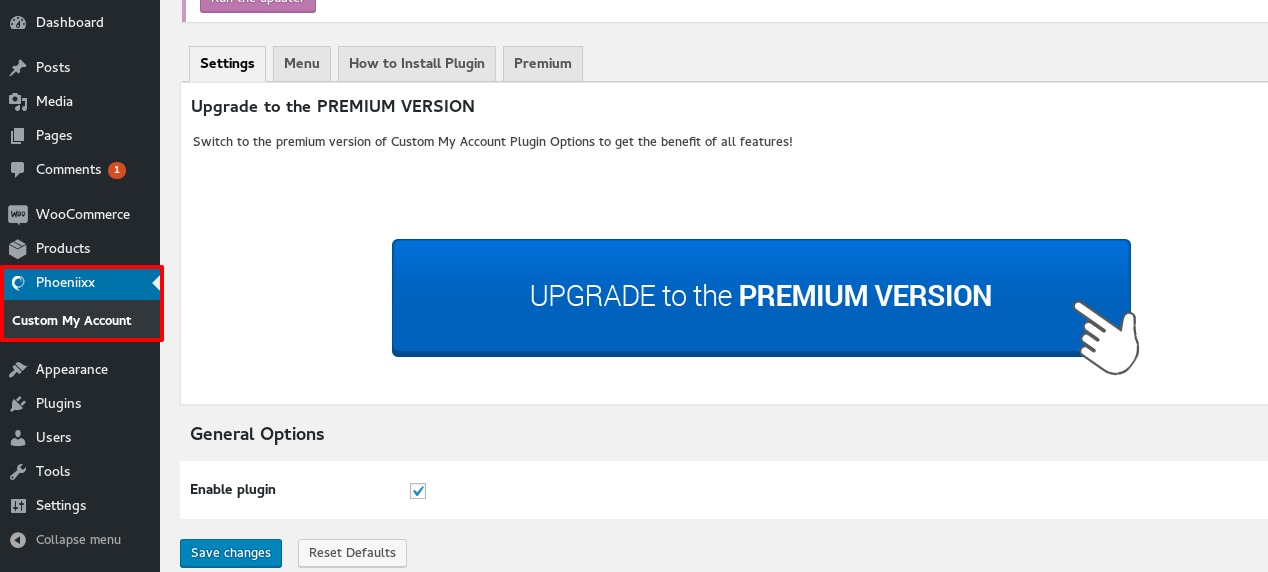 Run the updater
Dashboard
Posts
Media
Pages
Comments 1
WooCommerce
Products
Phoeniixx
Custom My Account
Appearance
Plugins
Users
Tools
Settings
Collapse menu
Settings
Menu
How to Install Plugin
Premium
Upgrade to the PREMIUM VERSION
Switch to the premium version of Custom My Account Plugin Options to get the benefit of all features!
UPGRADE to the PREMIUM VERSION
General Options
Enable plugin
Save changes
Reset Defaults